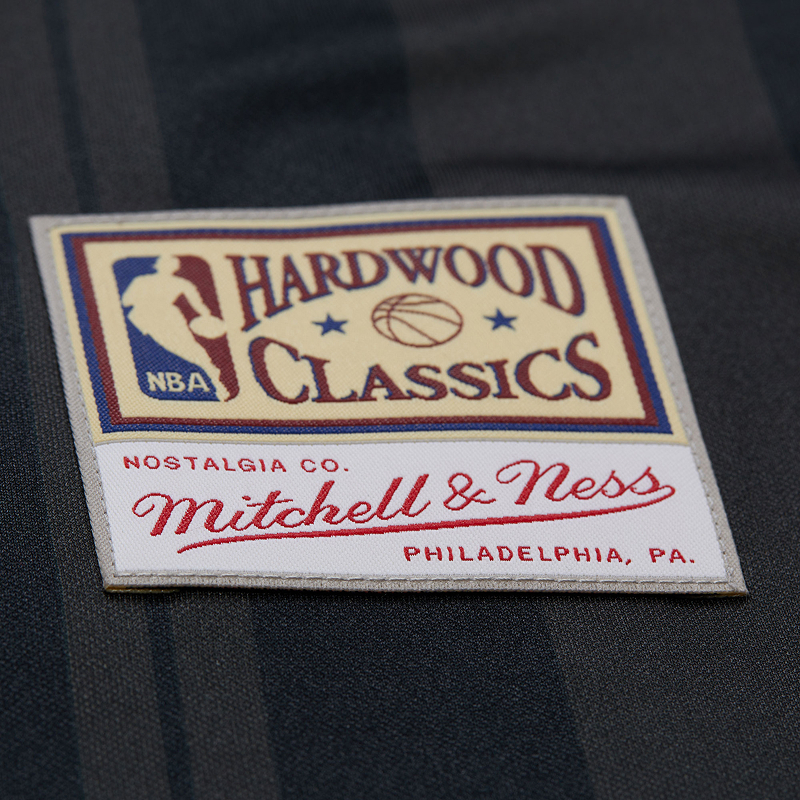 HARDWOOD
CLASSICS
NBA
NOSTALGIA CO.
Mitchell & Ness
PHILADELPHIA, PA.